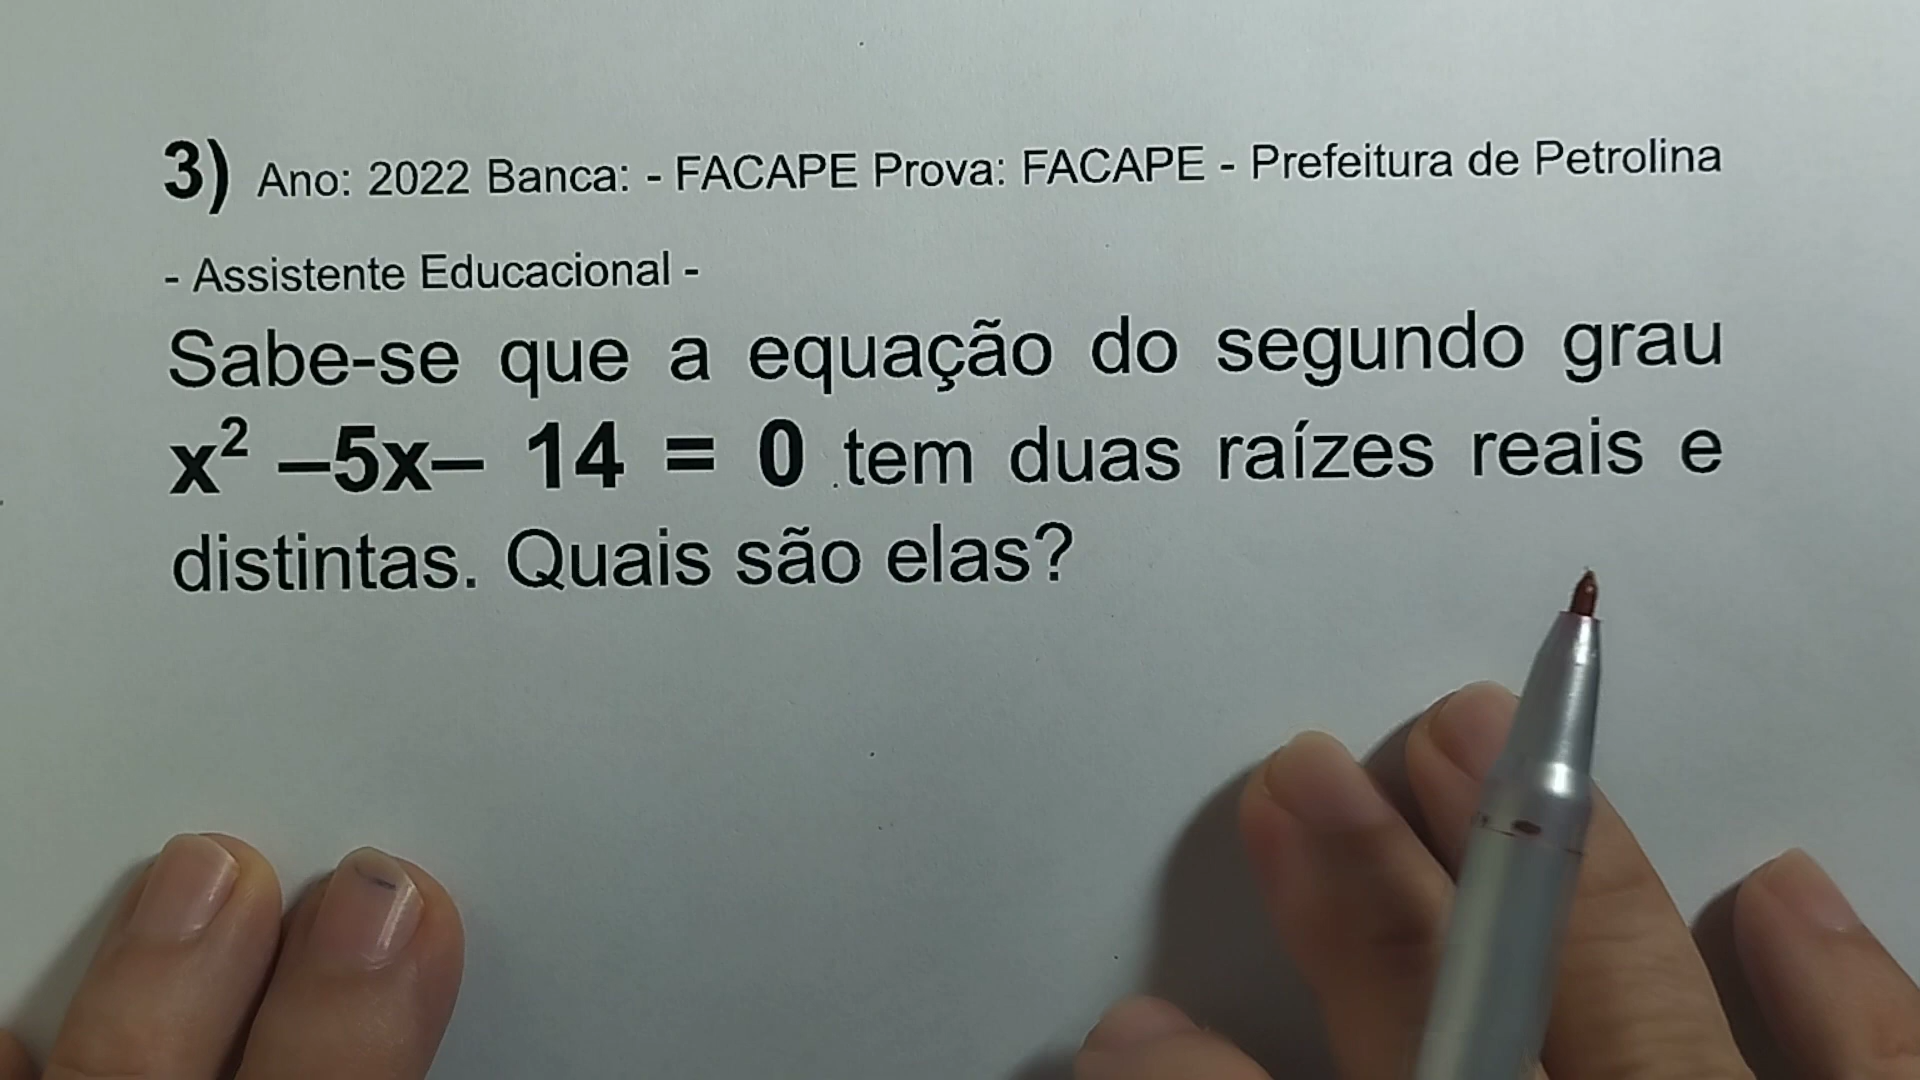 3) Ano: 2022 Banca: - FACAPE Prova: FACAPE - Prefeitura de Petrolina
- Assistente Educacional -
Sabe-se que a equação do segundo grau
x² –5x– 14 = 0 .tem duas raízes reais e
distintas. Quais são elas?